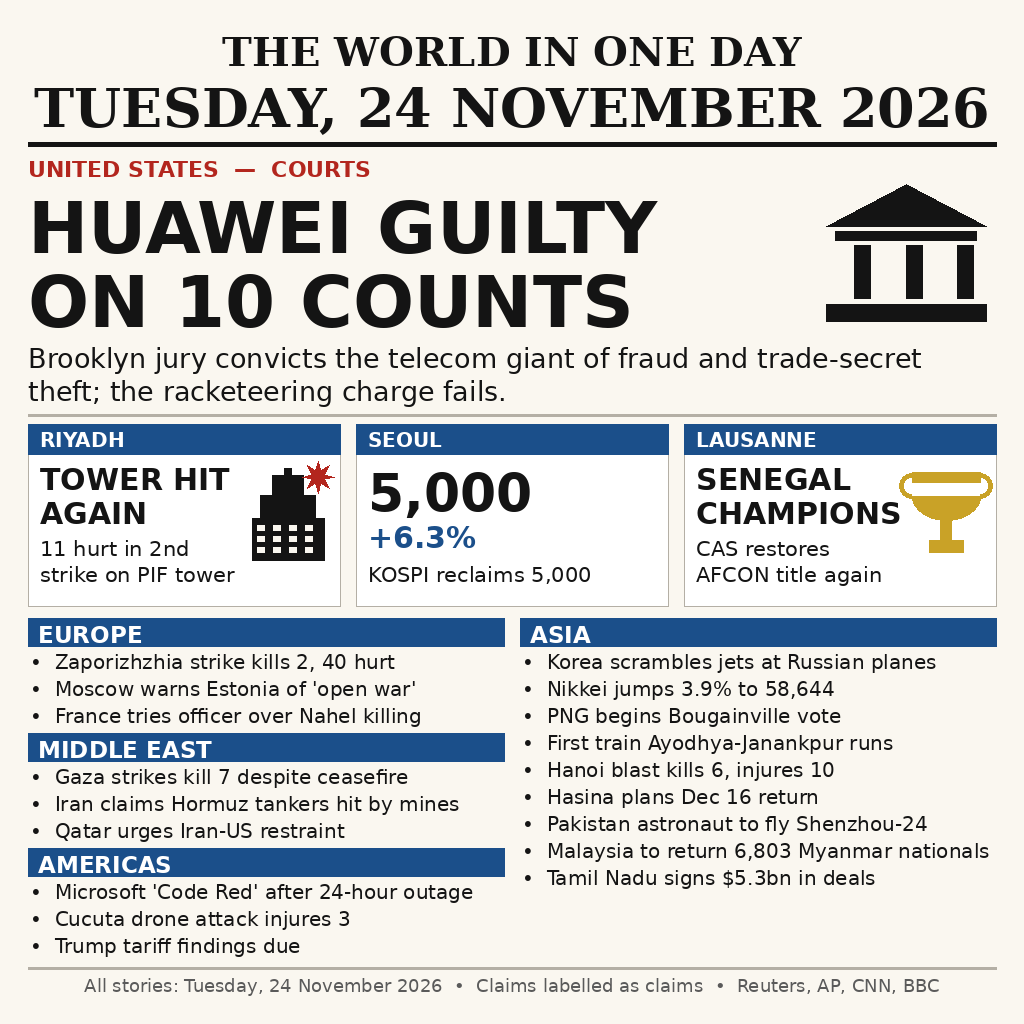 THE WORLD IN ONE DAY
TUESDAY, 24 NOVEMBER 2026
UNITED STATES — COURTS
HUAWEI GUILTY
ON 10 COUNTS
Brooklyn jury convicts the telecom giant of fraud and trade-secret
theft; the racketeering charge fails.
RIYADH
TOWER HIT
AGAIN
11 hurt in 2nd
strike on PIF tower
SEOUL
5,000
+6.3%
KOSPI reclaims 5,000
LAUSANNE
SENEGAL
CHAMPIONS
CAS restores
AFCON title again
EUROPE
• Zaporizhzhia strike kills 2, 40 hurt
• Moscow warns Estonia of 'open war'
• France tries officer over Nahel killing
MIDDLE EAST
• Gaza strikes kill 7 despite ceasefire
• Iran claims Hormuz tankers hit by mines
• Qatar urges Iran-US restraint
AMERICAS
• Microsoft 'Code Red' after 24-hour outage
• Cucuta drone attack injures 3
• Trump tariff findings due
ASIA
• Korea scrambles jets at Russian planes
• Nikkei jumps 3.9% to 58,644
• PNG begins Bougainville vote
• First train Ayodhya-Janankpur runs
• Hanoi blast kills 6, injures 10
• Hasina plans Dec 16 return
• Pakistan astronaut to fly Shenzhou-24
• Malaysia to return 6,803 Myanmar nationals
• Tamil Nadu signs $5.3bn in deals
All stories: Tuesday, 24 November 2026 • Claims labelled as claims • Reuters, AP, CNN, BBC